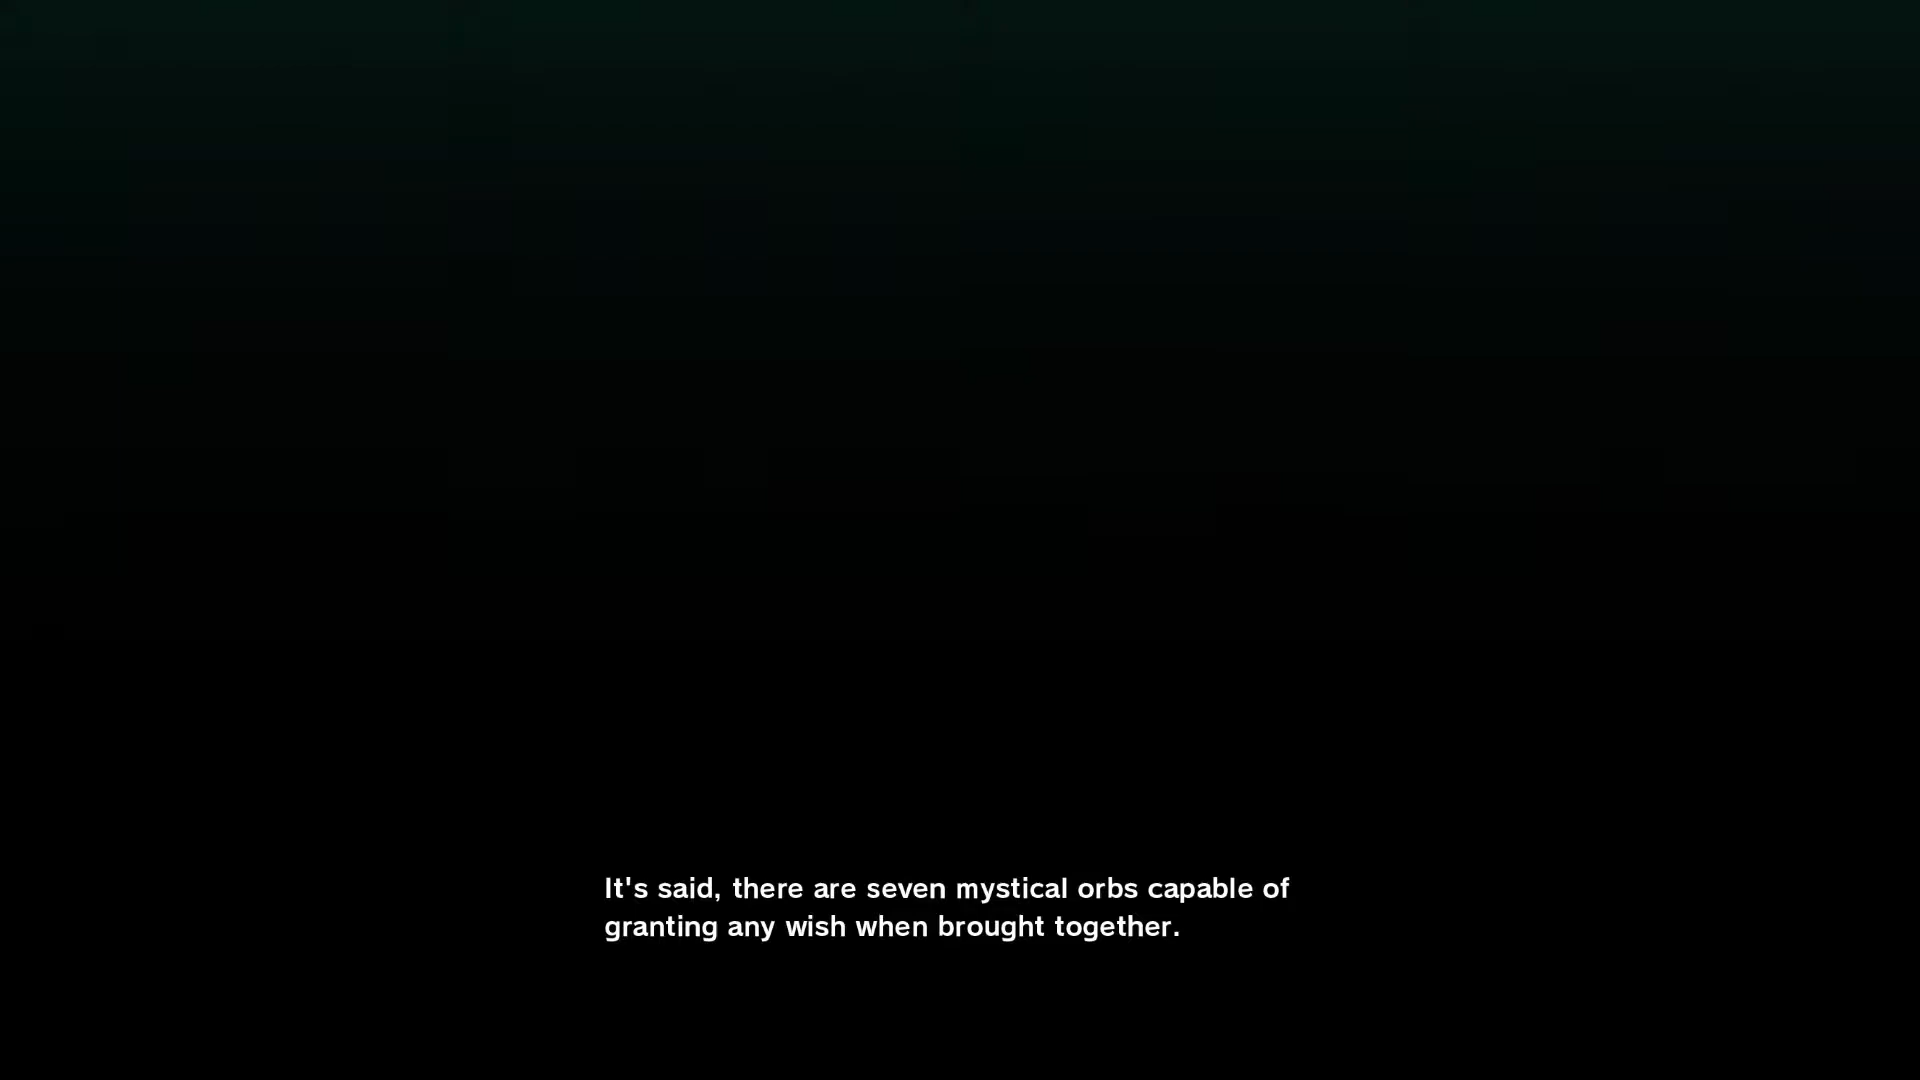 It's said, there are seven mystical orbs capable of
granting any wish when brought together.